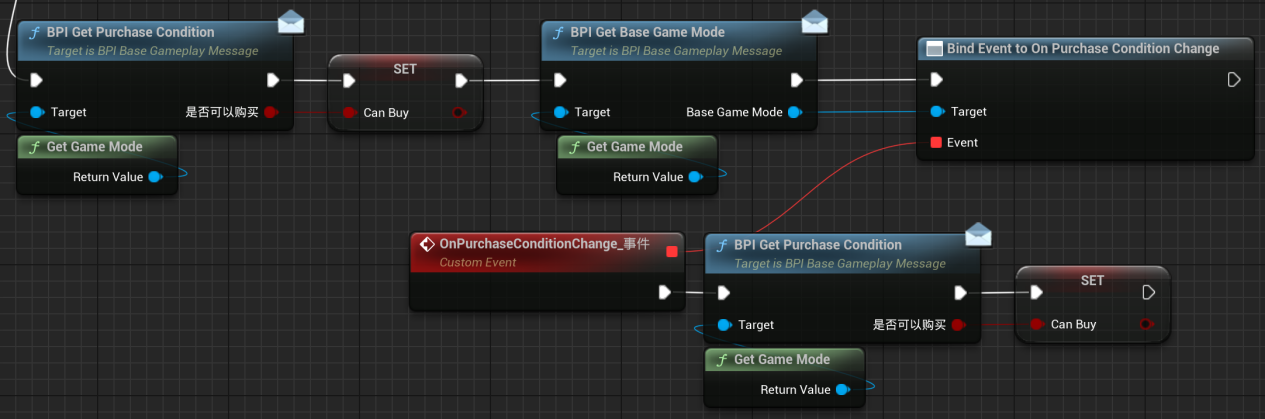 BPI Get Purchase Condition
Target is BPI Base Gameplay Message
Target
是否可以购买
Get Game Mode
Return Value
SET
Can Buy
BPI Get Base Game Mode
Target is BPI Base Gameplay Message
Target
Base Game Mode
Get Game Mode
Return Value
Bind Event to On Purchase Condition Change
Target
Event
OnPurchaseConditionChange_事件
Custom Event
BPI Get Purchase Condition
Target is BPI Base Gameplay Message
Target
是否可以购买
Get Game Mode
Return Value
SET
Can Buy